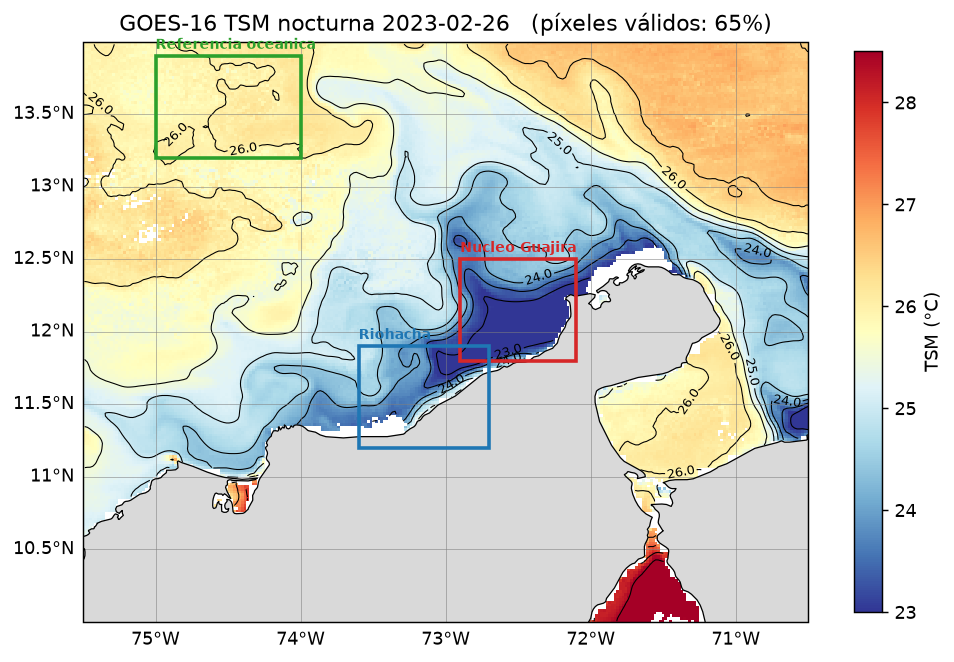 GOES-16 TSM nocturna 2023-02-26 (píxeles válidos: 65%)
Referencia oceanica
28
13.5°N
26.0
26.0
26.0
25.0
26.0
13°N
27
Nucleo Guajira
24.0
12.5°N
24.0
26
TSM (°C)
12°N
Riohacha
23.0
24.0
26.0
25.0
25
11.5°N
26.0
24.0
11°N
26.0
24
10.5°N
23
75°W
74°W
73°W
72°W
71°W